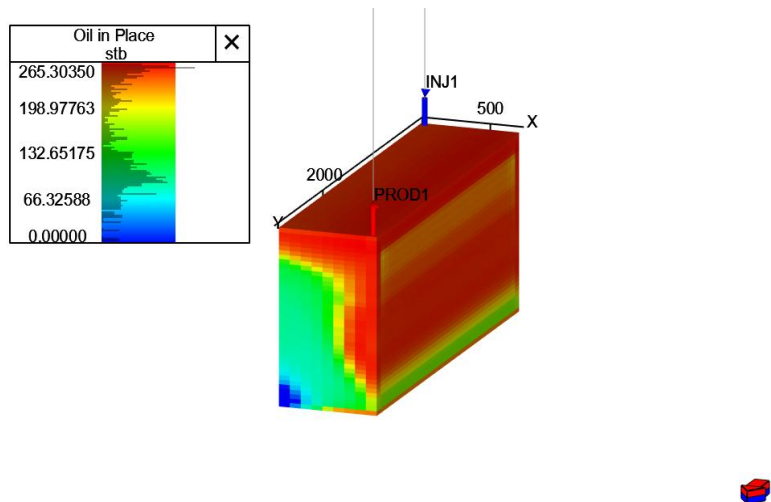 Oil in Place
stb
265.30350
198.97763
132.65175
66.32588
0.00000
INJ1
500
X
2000
PROD1
Y